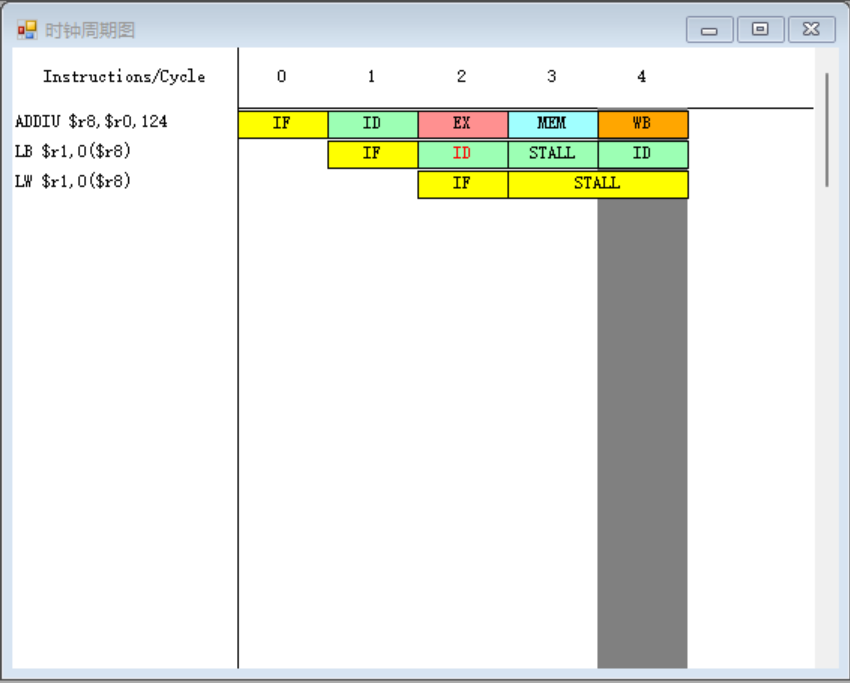 时钟周期图
Instructions/Cycle 0 1 2 3 4
ADDIU $r8,$r0,124 IF ID EX MEM WB
LB $r1,0($r8) IF ID STALL ID
LW $r1,0($r8) IF STALL